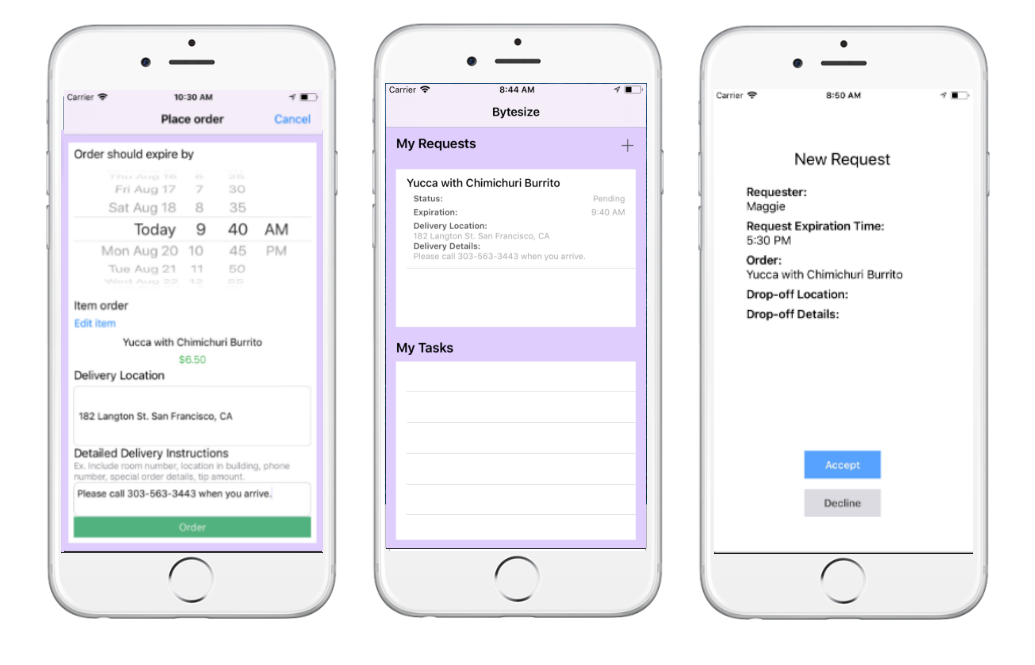 Carrier 10:30 AM
Place order Cancel
Order should expire by
Thu Aug 16 6 25
Fri Aug 17 7 30
Sat Aug 18 8 35
Today 9 40 AM
Mon Aug 20 10 45 PM
Tue Aug 21 11 50
Wed Aug 22 12 55
Item order
Edit item
Yucca with Chimichuri Burrito
$6.50
Delivery Location
182 Langton St. San Francisco, CA
Detailed Delivery Instructions
Ex. Include room number, location in building, phone
number, special order details, tip amount.
Please call 303-563-3443 when you arrive.
Order
Carrier 8:44 AM
Bytesize
My Requests +
Yucca with Chimichuri Burrito
Status: Pending
Expiration: 9:40 AM
Delivery Location:
182 Langton St. San Francisco, CA
Delivery Details:
Please call 303-563-3443 when you arrive.
My Tasks
Carrier 8:50 AM
New Request
Requester:
Maggie
Request Expiration Time:
5:30 PM
Order:
Yucca with Chimichuri Burrito
Drop-off Location:
Drop-off Details:
Accept
Decline